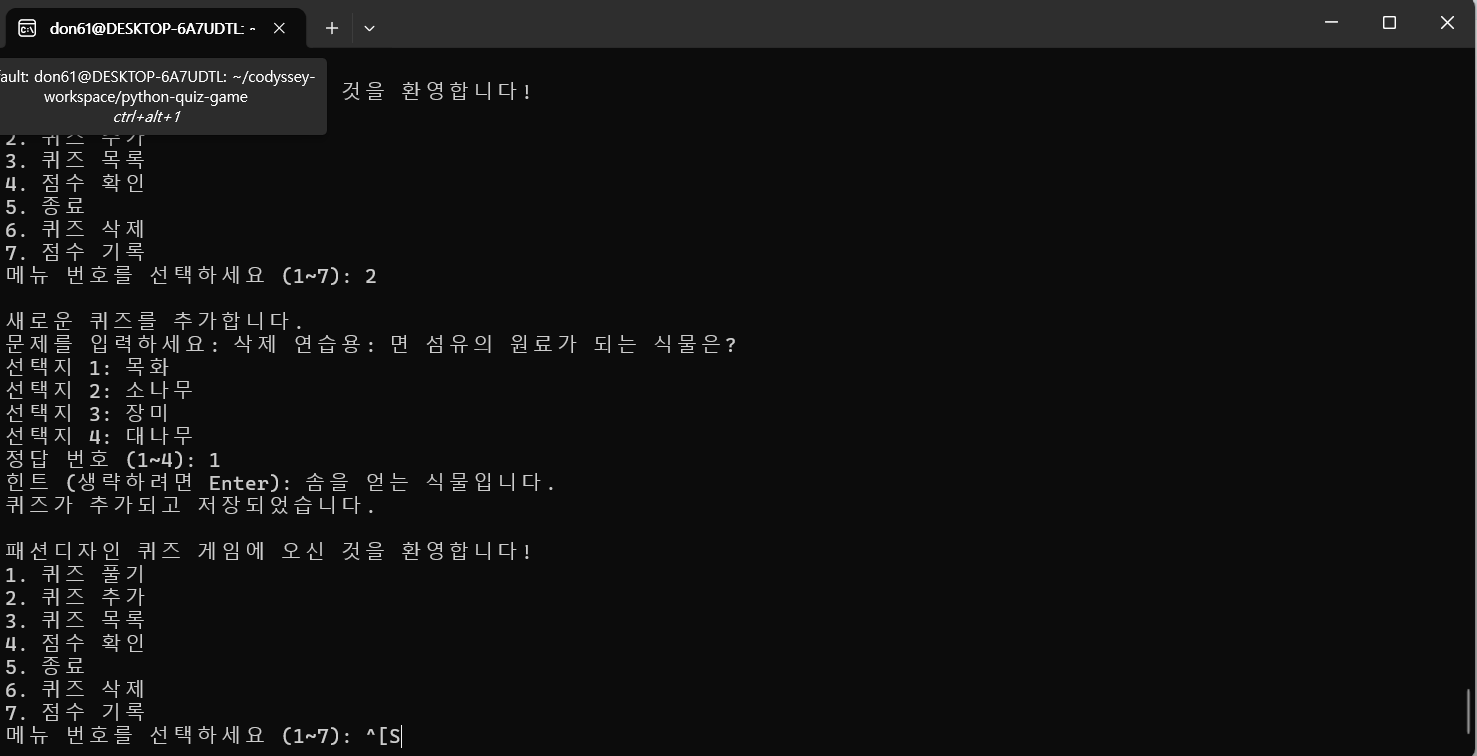 don61@DESKTOP-6A7UDTL: ~
fault: don61@DESKTOP-6A7UDTL: ~/codyssey-
workspace/python-quiz-game
ctrl+alt+1
것을 환영합니다!
2. 퀴즈 추가
3. 퀴즈 목록
4. 점수 확인
5. 종료
6. 퀴즈 삭제
7. 점수 기록
메뉴 번호를 선택하세요 (1~7): 2
새로운 퀴즈를 추가합니다.
문제를 입력하세요: 삭제 연습용: 면 섬유의 원료가 되는 식물은?
선택지 1: 목화
선택지 2: 소나무
선택지 3: 장미
선택지 4: 대나무
정답 번호 (1~4): 1
힌트 (생략하려면 Enter): 솜을 얻는 식물입니다.
퀴즈가 추가되고 저장되었습니다.
패션디자인 퀴즈 게임에 오신 것을 환영합니다!
1. 퀴즈 풀기
2. 퀴즈 추가
3. 퀴즈 목록
4. 점수 확인
5. 종료
6. 퀴즈 삭제
7. 점수 기록
메뉴 번호를 선택하세요 (1~7): ^[S